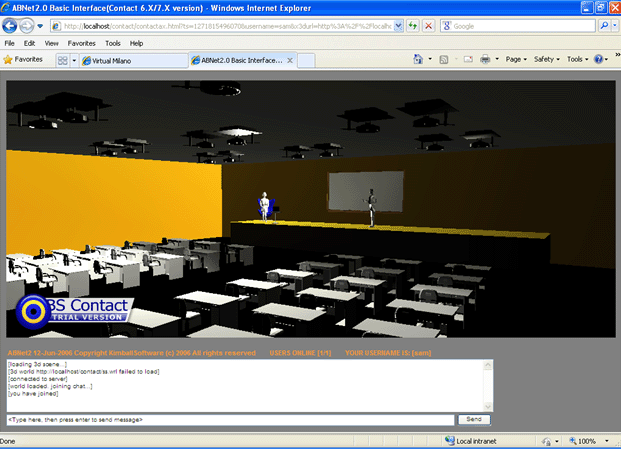 ABNet2.0 Basic Interface(Contact 6.X/7.X version) - Windows Internet Explorer
http://localhost/contact/contactax.html?ts=1271815496070&username=sam&x3durl=http%3A%2F%2Flocalho
Google
File Edit View Favorites Tools Help
Favorites Virtual Milano ABNet2.0 Basic Interface... Page Safety Tools
BS Contact
TRIAL VERSION
ABNet2 12-Jun-2006 Copyright KimballSoftware (c) 2006 All rights reserved USERS ONLINE [1/1] YOUR USERNAME IS: [sam]
[loading 3d scene...]
[3d world http://localhost/contact/ss.wrl failed to load]
[connected to server]
[world loaded. joining chat...]
[you have joined]
<Type here, then press enter to send message> Send
Done Local intranet 100%